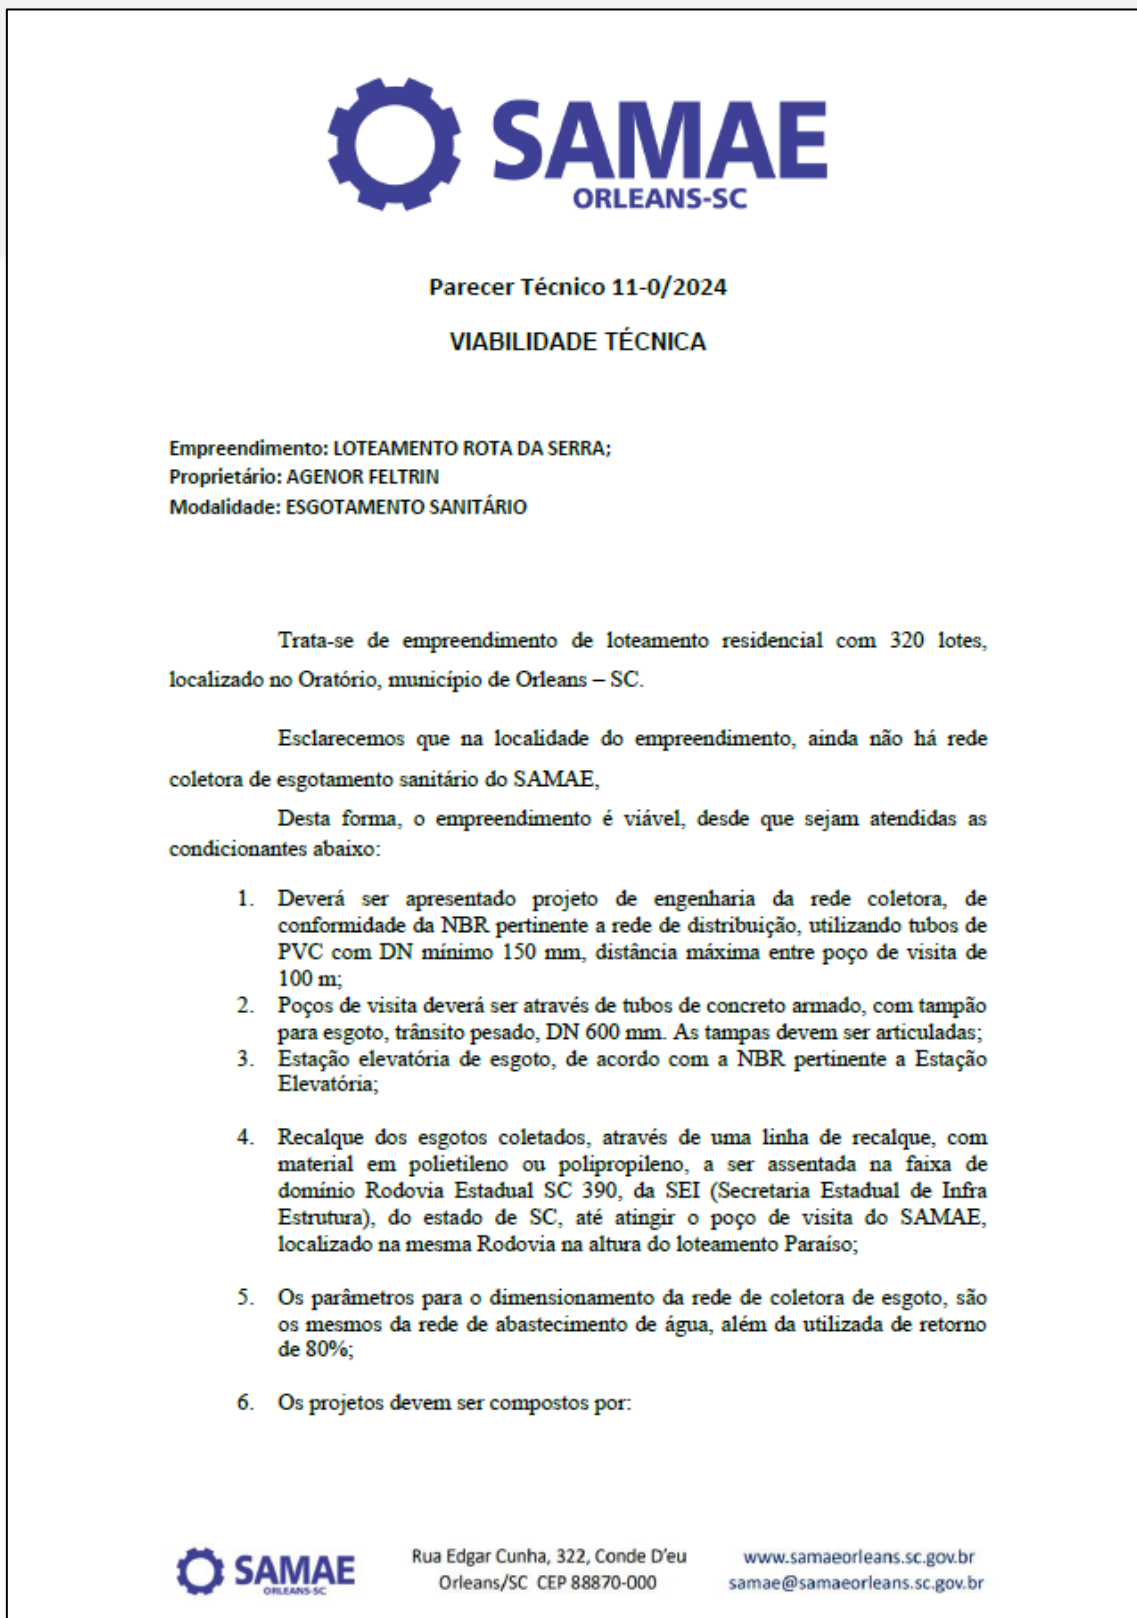 SAMAE
ORLEANS-SC
Parecer Técnico 11-0/2024
VIABILIDADE TÉCNICA
Empreendimento: LOTEAMENTO ROTA DA SERRA;
Proprietário: AGENOR FELTRIN
Modalidade: ESGOTAMENTO SANITÁRIO
Trata-se de empreendimento de loteamento residencial com 320 lotes,
localizado no Oratório, município de Orleans – SC.
Esclarecemos que na localidade do empreendimento, ainda não há rede
coletora de esgotamento sanitário do SAMAE,
Desta forma, o empreendimento é viável, desde que sejam atendidas as
condicionantes abaixo:
1. Deverá ser apresentado projeto de engenharia da rede coletora, de
conformidade da NBR pertinente a rede de distribuição, utilizando tubos de
PVC com DN mínimo 150 mm, distância máxima entre poço de visita de
100 m;
2. Poços de visita deverá ser através de tubos de concreto armado, com tampão
para esgoto, trânsito pesado, DN 600 mm. As tampas devem ser articuladas;
3. Estação elevatória de esgoto, de acordo com a NBR pertinente a Estação
Elevatória;
4. Recalque dos esgotos coletados, através de uma linha de recalque, com
material em polietileno ou polipropileno, a ser assentada na faixa de
domínio Rodovia Estadual SC 390, da SEI (Secretaria Estadual de Infra
Estrutura), do estado de SC, até atingir o poço de visita do SAMAE,
localizado na mesma Rodovia na altura do loteamento Paraíso;
5. Os parâmetros para o dimensionamento da rede de coletora de esgoto, são
os mesmos da rede de abastecimento de água, além da utilizada de retorno
de 80%;
6. Os projetos devem ser compostos por:
SAMAE
ORLEANS-SC
Rua Edgar Cunha, 322, Conde D'eu
Orleans/SC CEP 88870-000
www.samaeorleans.sc.gov.br
samae@samaeorleans.sc.gov.br